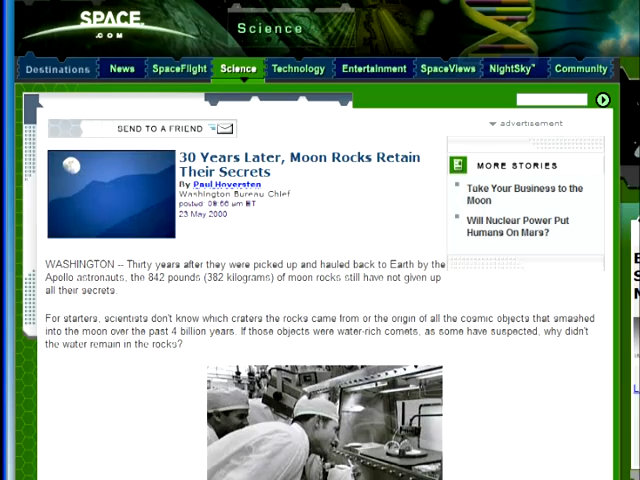 SPACE.
.COM
Science
Destinations News SpaceFlight Science Technology Entertainment SpaceViews NightSky™ Community
SEND TO A FRIEND
advertisement
30 Years Later, Moon Rocks Retain
Their Secrets
By Paul Hoversten
Washington Bureau Chief
posted:
23 May 2000
MORE STORIES
Take Your Business to the
Moon
Will Nuclear Power Put
Humans On Mars?
WASHINGTON -- Thirty years after they were picked up and hauled back to Earth by the
Apollo astronauts, the 842 pounds (382 kilograms) of moon rocks still have not given up
all their secrets.
For starters, scientists don't know which craters the rocks came from or the origin of all the cosmic objects that smashed
into the moon over the past 4 billion years. If those objects were water-rich comets, as some have suspected, why didn't
the water remain in the rocks?